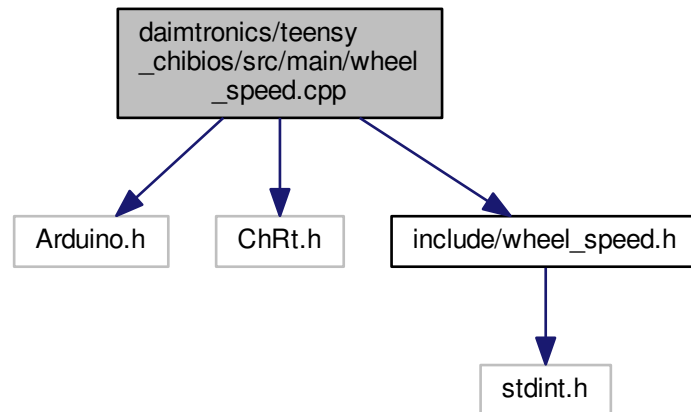 daimtronics/teensy
_chibios/src/main/wheel
_speed.cpp
Arduino.h
ChRt.h
include/wheel_speed.h
stdint.h